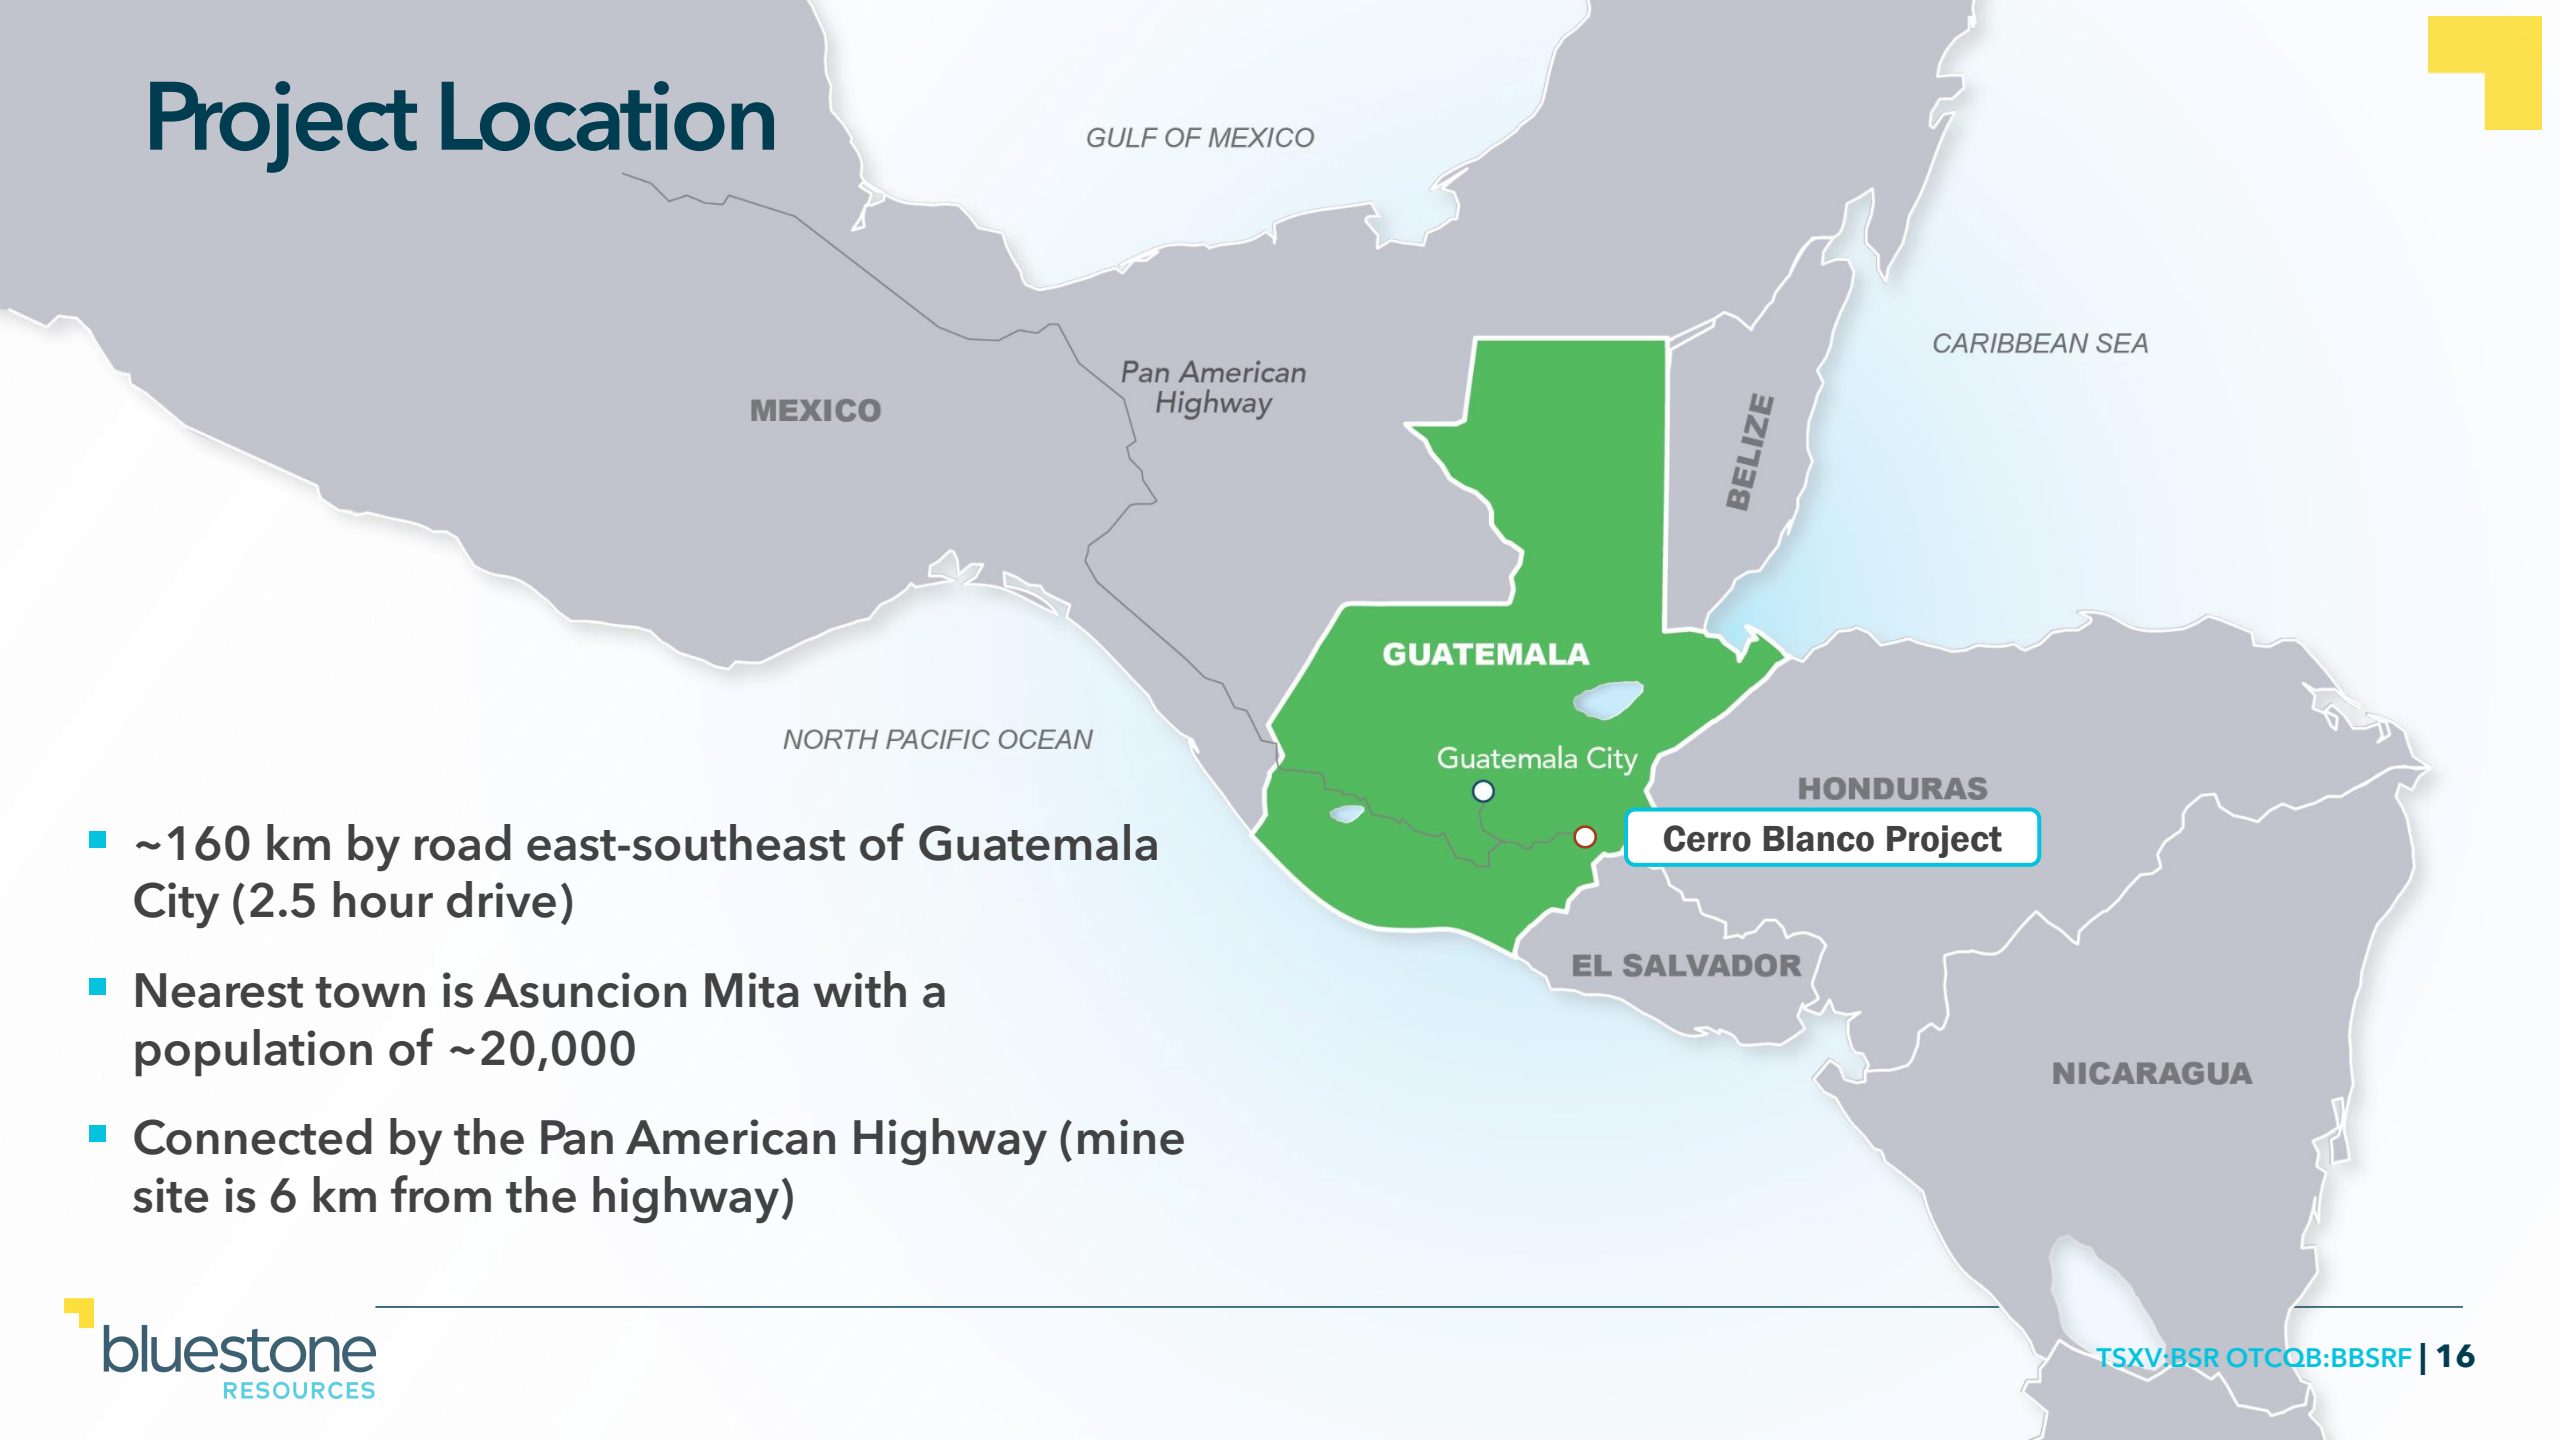 Project Location
GULF OF MEXICO
CARIBBEAN SEA
Pan American
Highway
MEXICO
BELIZE
GUATEMALA
NORTH PACIFIC OCEAN
Guatemala City
HONDURAS
Cerro Blanco Project
EL SALVADOR
NICARAGUA
▪ ~160 km by road east-southeast of Guatemala
City (2.5 hour drive)
▪ Nearest town is Asuncion Mita with a
population of ~20,000
▪ Connected by the Pan American Highway (mine
site is 6 km from the highway)
bluestone
RESOURCES
TSXV:BSR OTCQB:BBSRF | 16